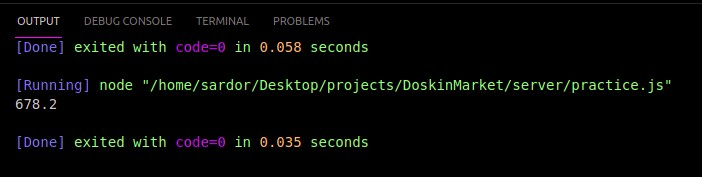 OUTPUT DEBUG CONSOLE TERMINAL PROBLEMS
[Done] exited with code=0 in 0.058 seconds
[Running] node "/home/sardor/Desktop/projects/DoskinMarket/server/practice.js"
678.2
[Done] exited with code=0 in 0.035 seconds